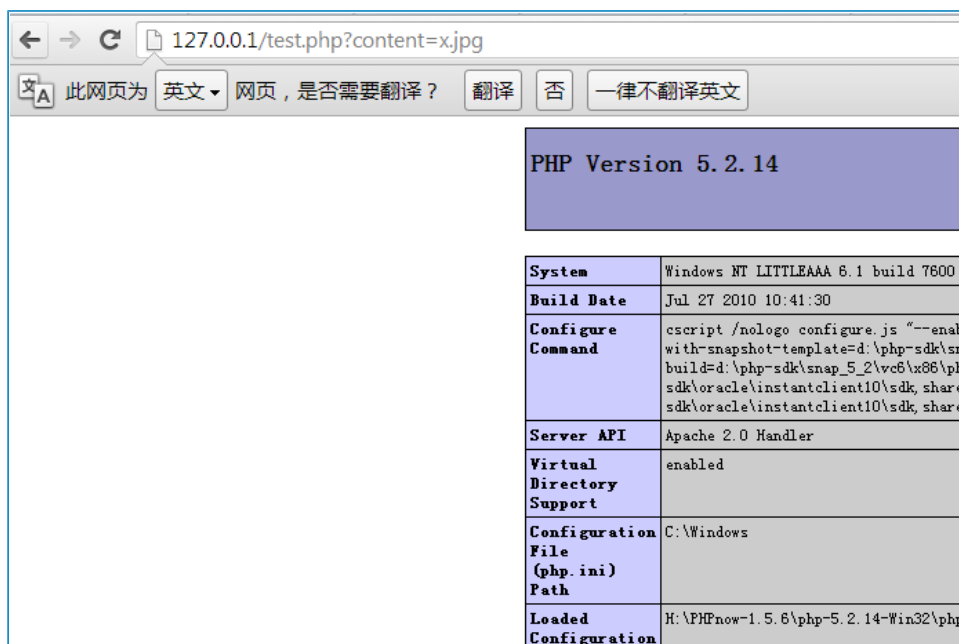 127.0.0.1/test.php?content=x.jpg
此网页为 英文 网页，是否需要翻译？ 翻译 否 一律不翻译英文
PHP Version 5.2.14
System Windows NT LITTLEAAA 6.1 build 7600
Build Date Jul 27 2010 10:41:30
Configure Command cscript /nologo configure.js "--enab
with-snapshot-template=d:\php-sdk\sn
build=d:\php-sdk\snap_5_2\vc6\x86\ph
sdk\oracle\instantclient10\sdk,share
sdk\oracle\instantclient10\sdk,share
Server API Apache 2.0 Handler
Virtual
Directory
Support
enabled
Configuration
File
(php.ini)
Path
C:\Windows
Loaded
Configuration
H:\PHPnow-1.5.6\php-5.2.14-Win32\php